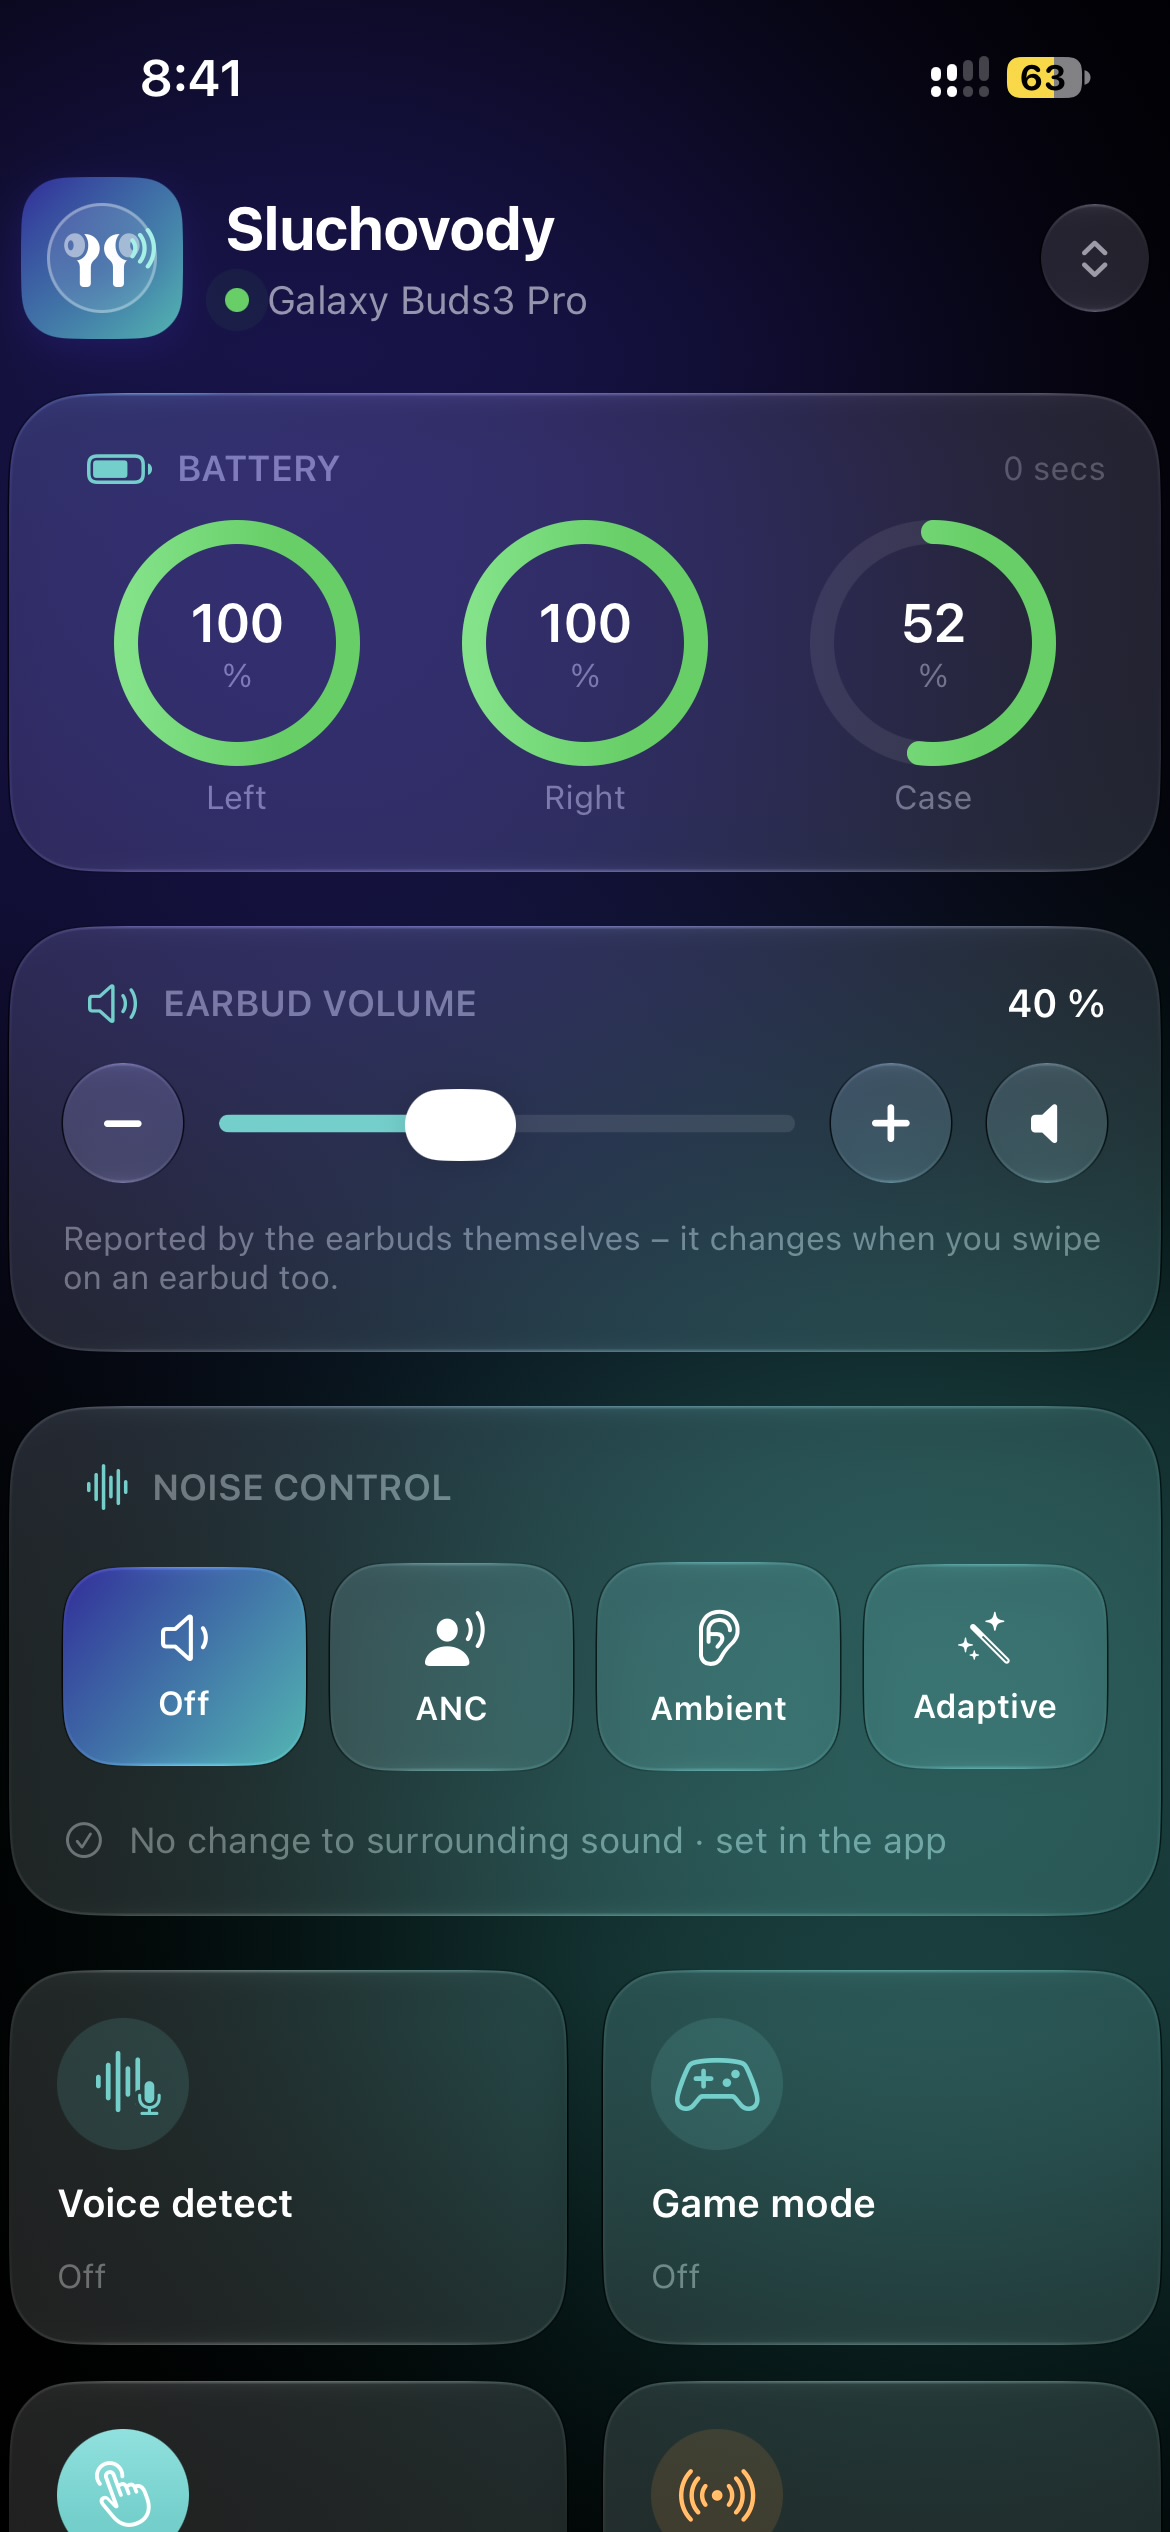 8:41
63
Sluchovody
Galaxy Buds3 Pro
BATTERY
0 secs
100
%
100
%
52
%
Left
Right
Case
EARBUD VOLUME
40 %
Reported by the earbuds themselves – it changes when you swipe
on an earbud too.
NOISE CONTROL
Off
ANC
Ambient
Adaptive
No change to surrounding sound · set in the app
Voice detect
Game mode
Off
Off